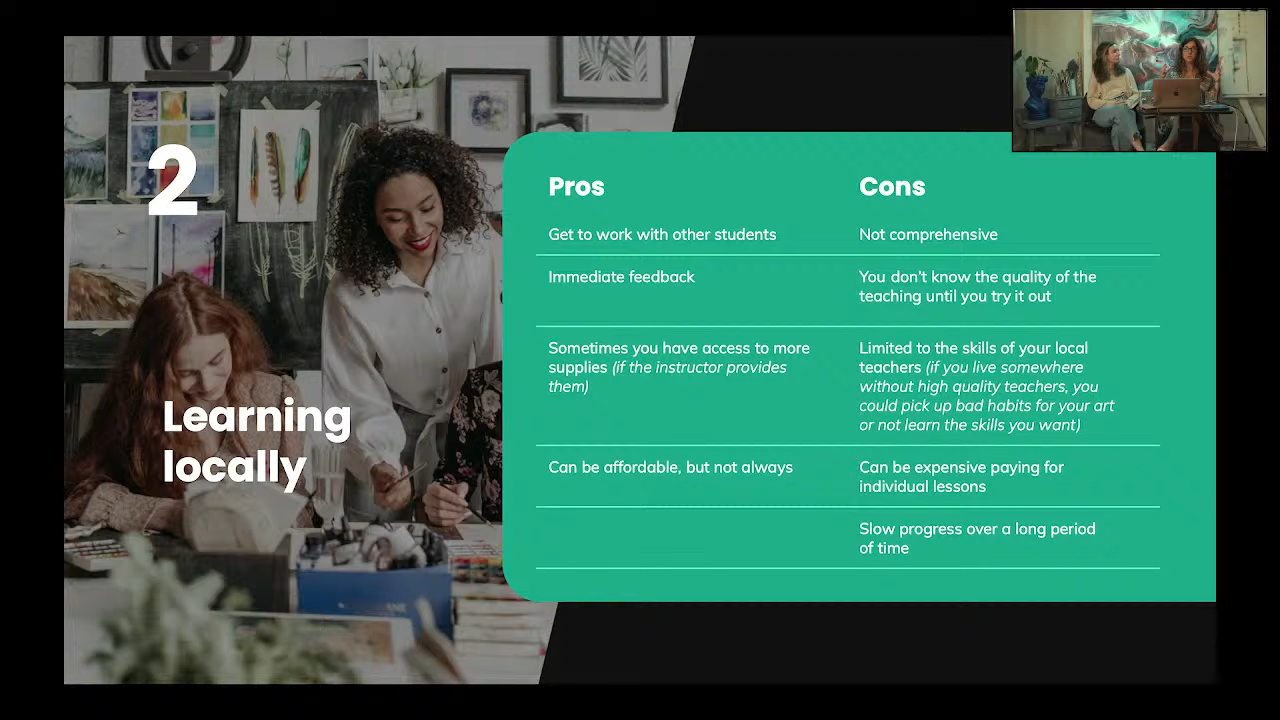 2
Learning
locally
Pros
Cons
Get to work with other students
Not comprehensive
Immediate feedback
You don't know the quality of the
teaching until you try it out
Sometimes you have access to more
supplies (if the instructor provides
them)
Limited to the skills of your local
teachers (if you live somewhere
without high quality teachers, you
could pick up bad habits for your art
or not learn the skills you want)
Can be affordable, but not always
Can be expensive paying for
individual lessons
Slow progress over a long period
of time